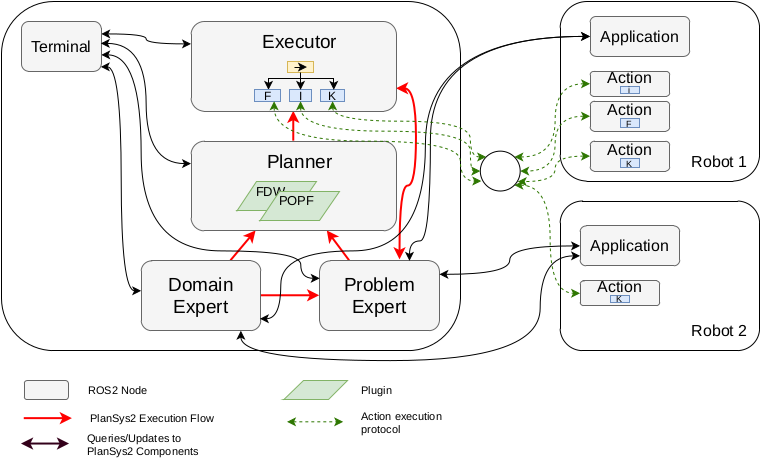 Terminal
Executor
F
I
K
Planner
FDW
POPF
Domain
Expert
Problem
Expert
Application
Action
i
Action
F
Action
K
Robot 1
Application
Action
K
Robot 2
ROS2 Node
Plugin
PlanSys2 Execution Flow
Action execution
protocol
Queries/Updates to
PlanSys2 Components